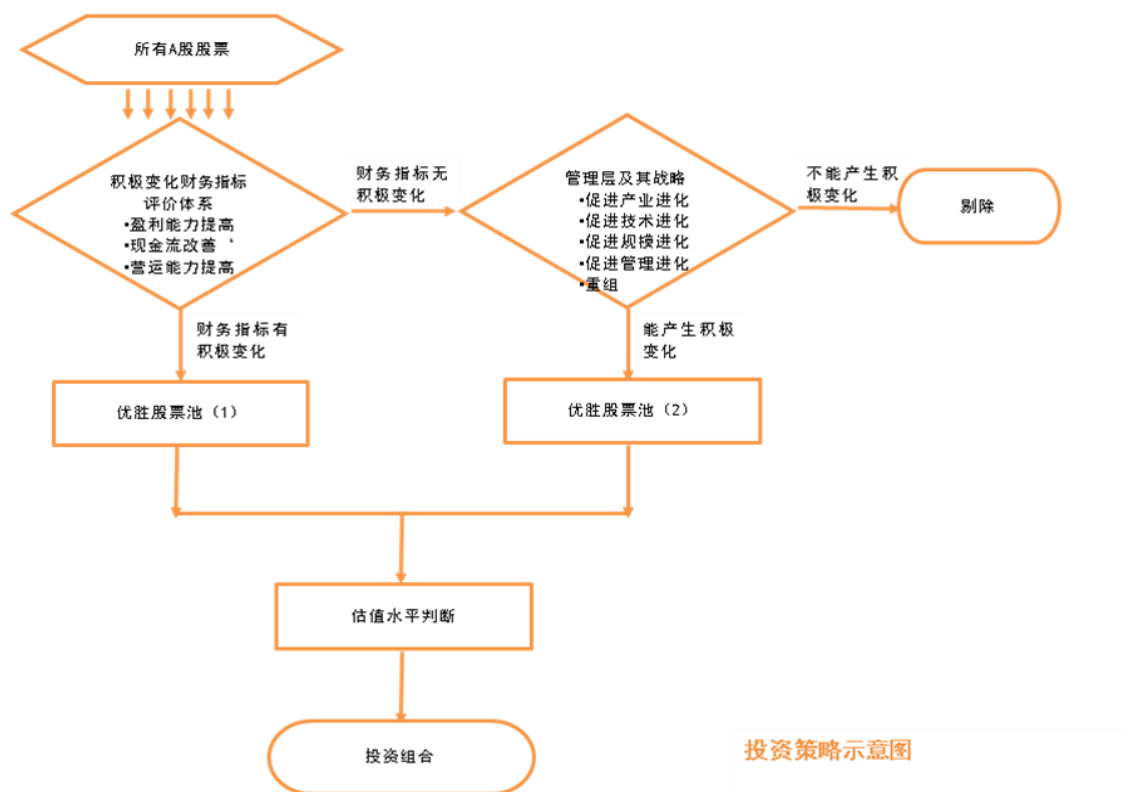 所有A股股票
积极变化财务指标
评价体系
▪盈利能力提高
▪现金流改善 、
▪营运能力提高
财务指标无
积极变化
管理层及其战略
▪促进产业进化
▪促进技术进化
▪促进规模进化
▪促进管理进化
▪重组
不能产生积
极变化
剔除
财务指标有
积极变化
能产生积极
变化
优胜股票池（1）
优胜股票池（2）
估值水平判断
投资组合
投资策略示意图